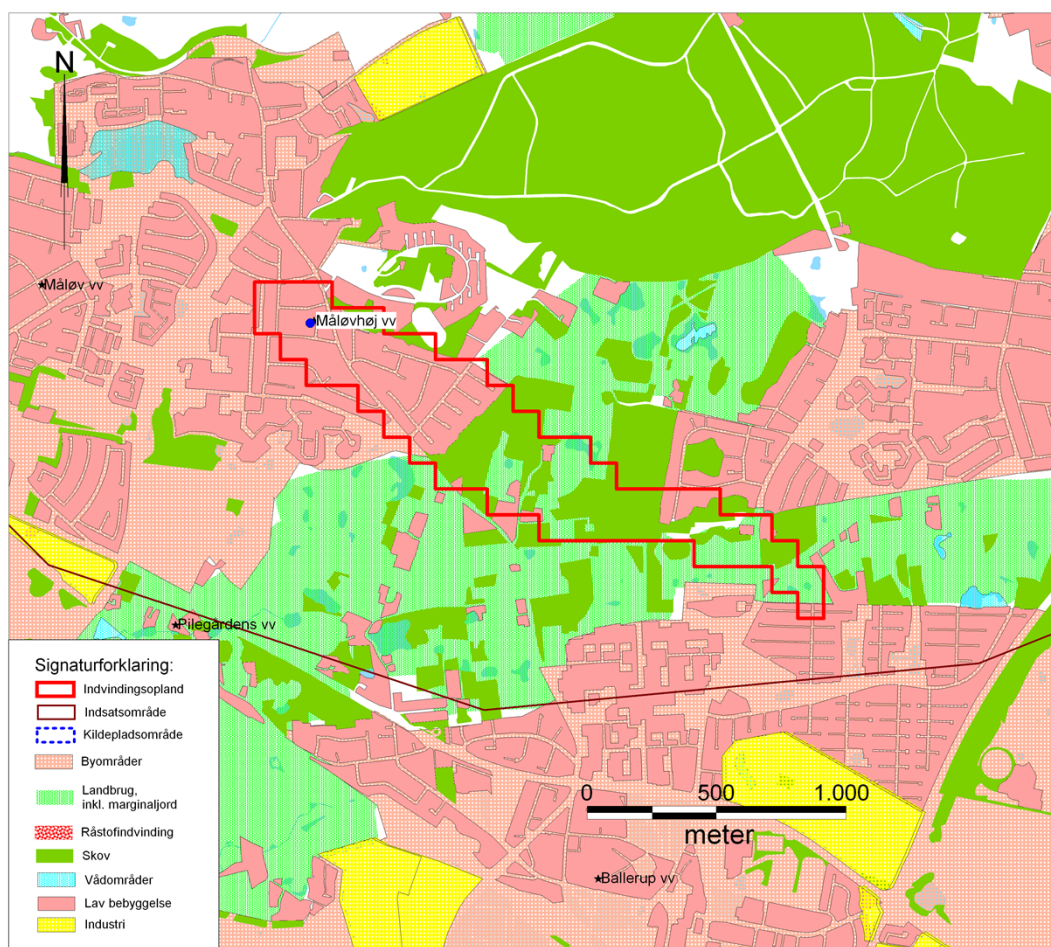 N
Måløv vv
Måløvhøj vv
Pilegårdens vv
Signaturforklaring:
Indvindingsopland
Indsatsområde
Kildepladsområde
Byområder
Landbrug,
inkl. marginaljord
Råstofindvinding
Skov
Vådområder
Lav bebyggelse
Industri
0 500 1.000
meter
Ballerup vv